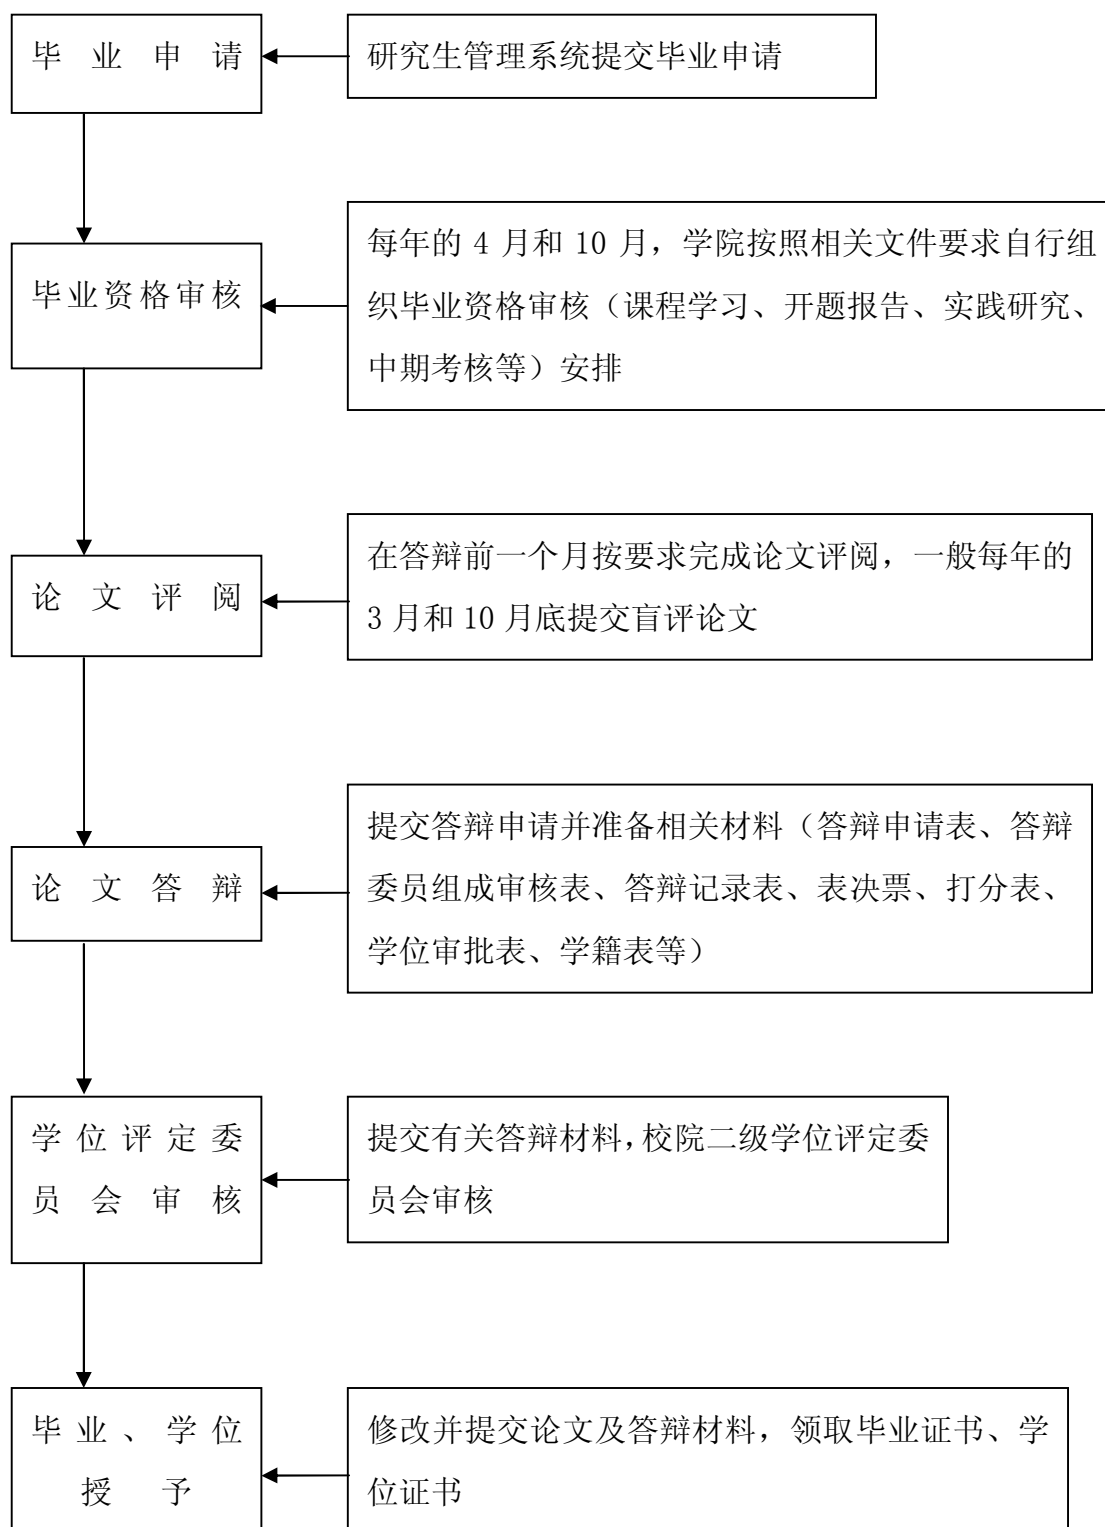 毕业申请
研究生管理系统提交毕业申请
毕业资格审核
每年的 4 月和 10 月，学院按照相关文件要求自行组
织毕业资格审核（课程学习、开题报告、实践研究、
中期考核等）安排
论文评阅
在答辩前一个月按要求完成论文评阅，一般每年的
3 月和 10 月底提交盲评论文
论文答辩
提交答辩申请并准备相关材料（答辩申请表、答辩
委员组成审核表、答辩记录表、表决票、打分表、
学位审批表、学籍表等）
学位评定委
员会审核
提交有关答辩材料，校院二级学位评定委
员会审核
毕业、学位
授予
修改并提交论文及答辩材料，领取毕业证书、学
位证书